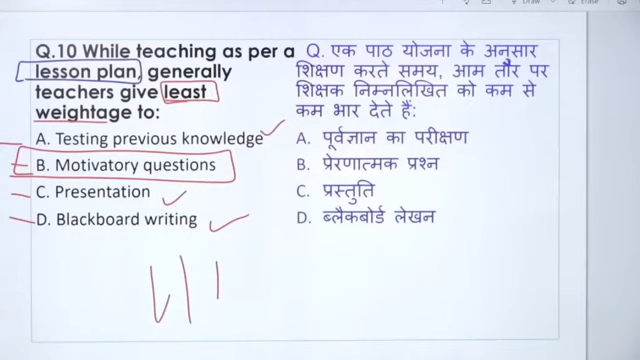 Draw
Erase
Q.10 While teaching as per a
lesson plan, generally
teachers give least
weightage to:
A. Testing previous knowledge
B. Motivatory questions
C. Presentation
D. Blackboard writing
Q. एक पाठ योजना के अनुसार
शिक्षण करते समय, आम तौर पर
शिक्षक निम्नलिखित को कम से
कम भार देते हैं:
A. पूर्वज्ञान का परीक्षण
B. प्रेरणात्मक प्रश्न
C. प्रस्तुति
D. ब्लैकबोर्ड लेखन